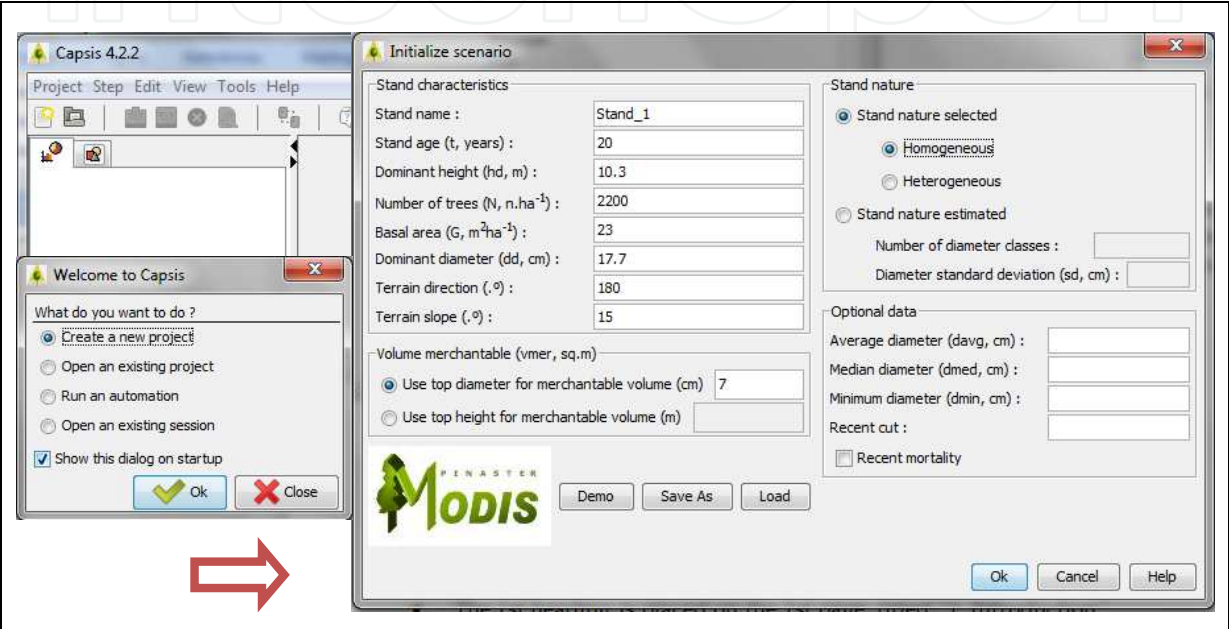 Capsis 4.2.2
Project Step Edit View Tools Help
Welcome to Capsis
What do you want to do ?
Create a new project
Open an existing project
Run an automation
Open an existing session
Show this dialog on startup
Ok Close
Initialize scenario
Stand characteristics
Stand name : Stand_1
Stand age (t, years) : 20
Dominant height (hd, m) : 10.3
Number of trees (N, n.ha⁻¹) : 2200
Basal area (G, m²ha⁻¹) : 23
Dominant diameter (dd, cm) : 17.7
Terrain direction (.º) : 180
Terrain slope (.º) : 15
Volume merchantable (vmer, sq.m)
Use top diameter for merchantable volume (cm) 7
Use top height for merchantable volume (m)
PINASTER
MODIS
Demo Save As Load
Stand nature
Stand nature selected
Homogeneous
Heterogeneous
Stand nature estimated
Number of diameter classes :
Diameter standard deviation (sd, cm) :
Optional data
Average diameter (davg, cm) :
Median diameter (dmed, cm) :
Minimum diameter (dmin, cm) :
Recent cut :
Recent mortality
Ok Cancel Help